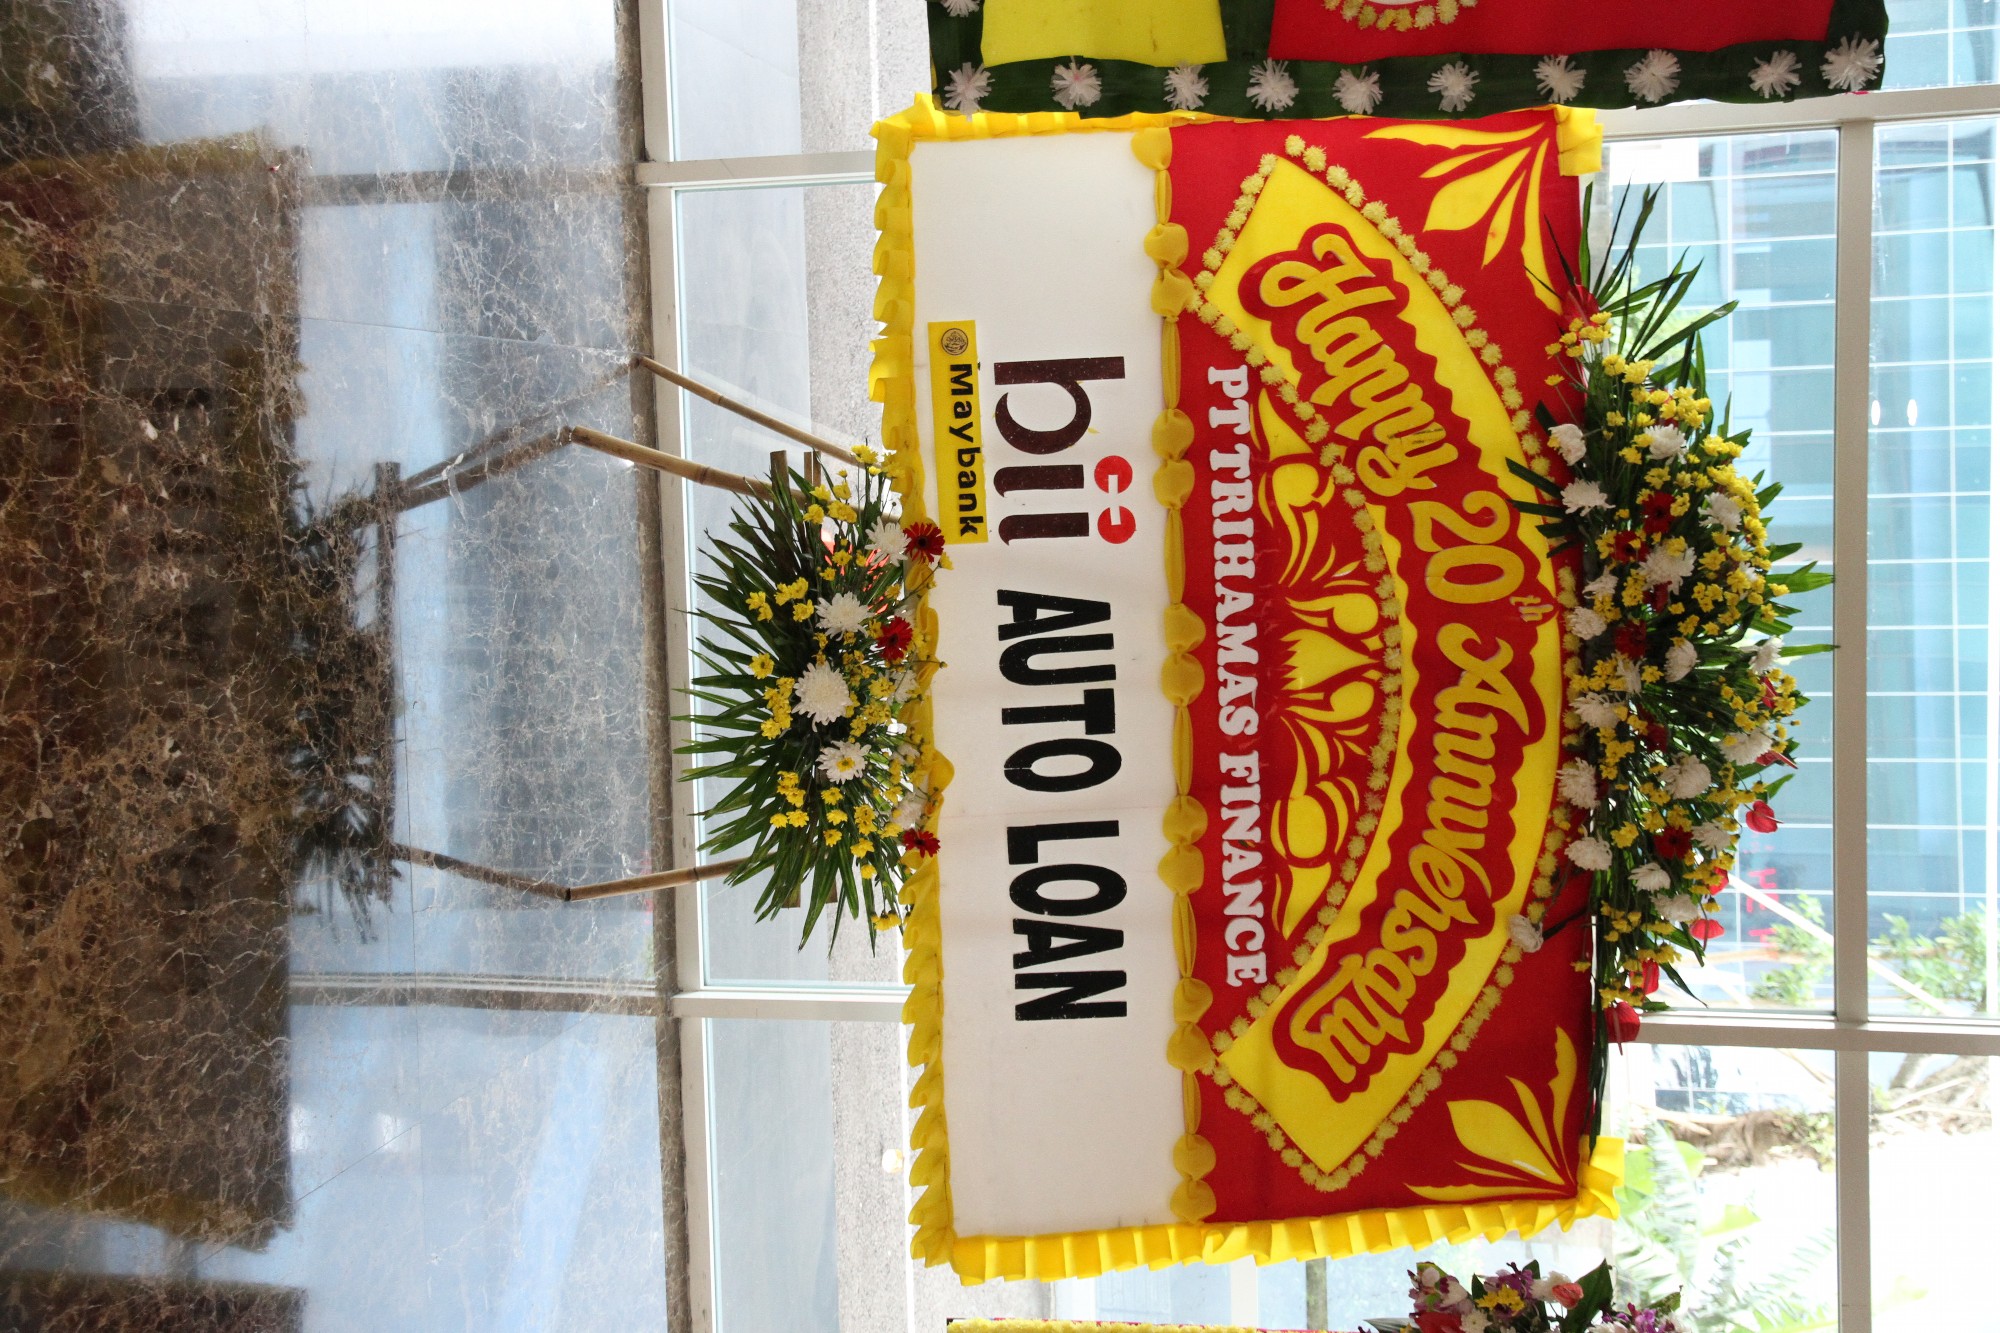 Happy 20th Anniversary
PT TRIHAMAS FINANCE
bii AUTO LOAN
Maybank